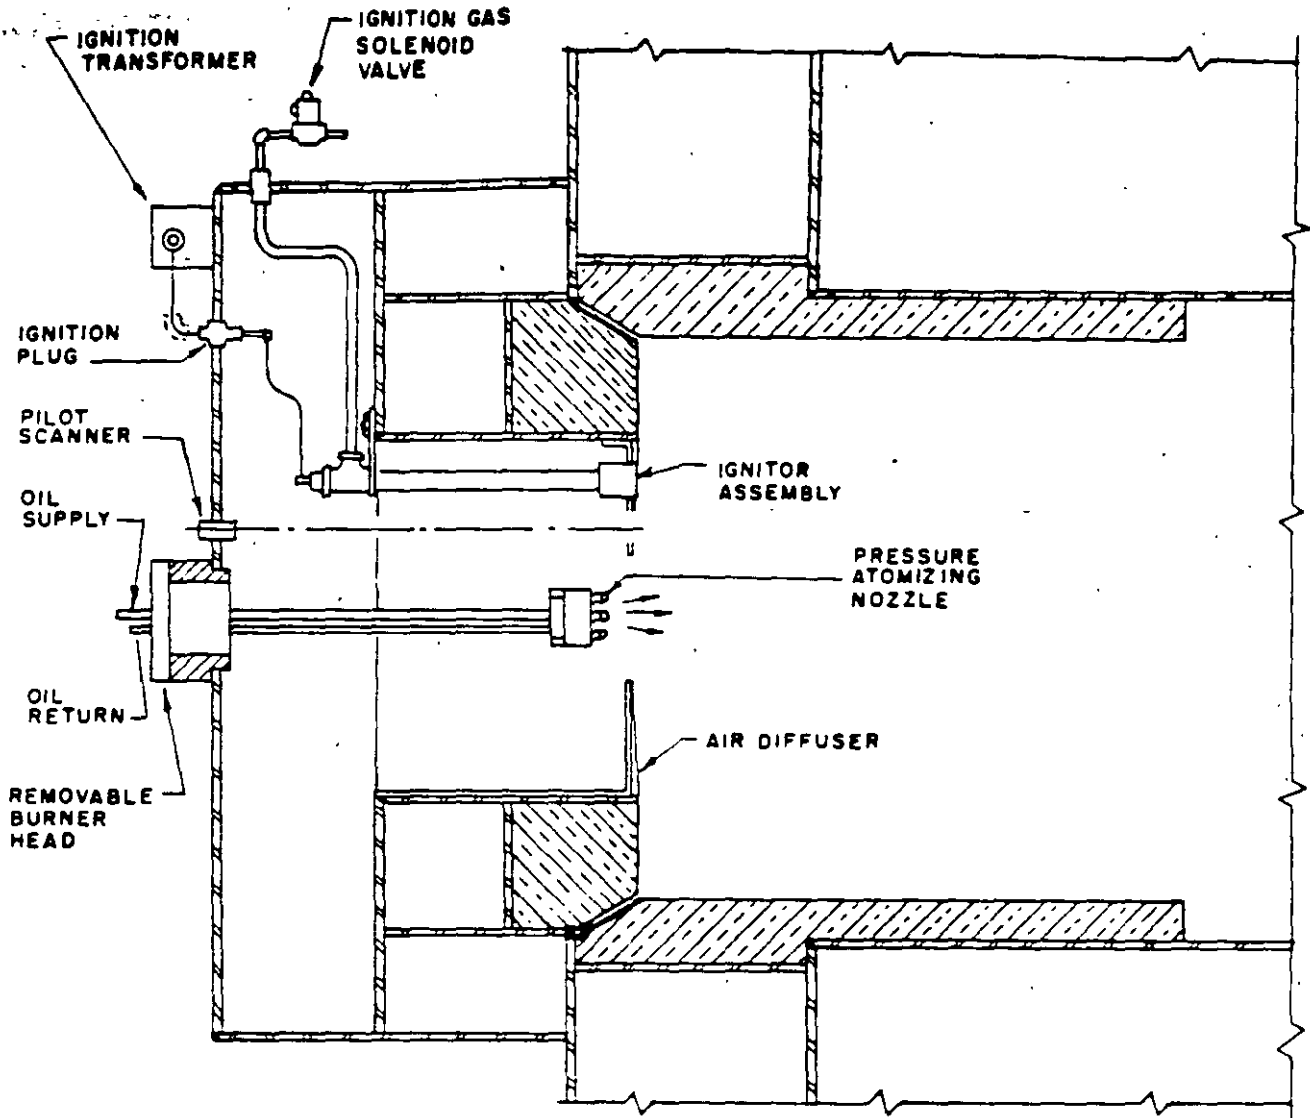 IGNITION
TRANSFORMER
IGNITION GAS
SOLENOID
VALVE
IGNITION
PLUG
PILOT
SCANNER
OIL
SUPPLY
IGNITOR
ASSEMBLY
PRESSURE
ATOMIZING
NOZZLE
OIL
RETURN
AIR DIFFUSER
REMOVABLE
BURNER
HEAD